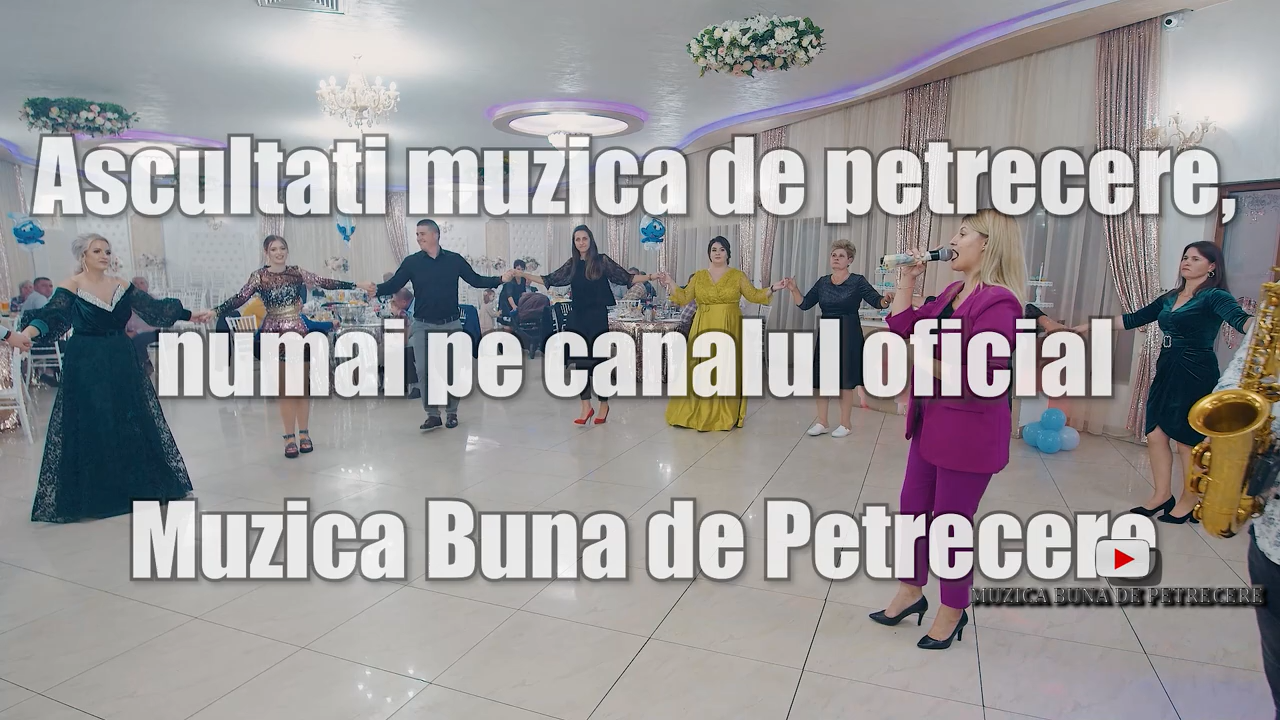 Ascultati muzica de petrecere,
numai pe canalul oficial
Muzica Buna de Petrecere
MUZICA BUNA DE PETRECERE